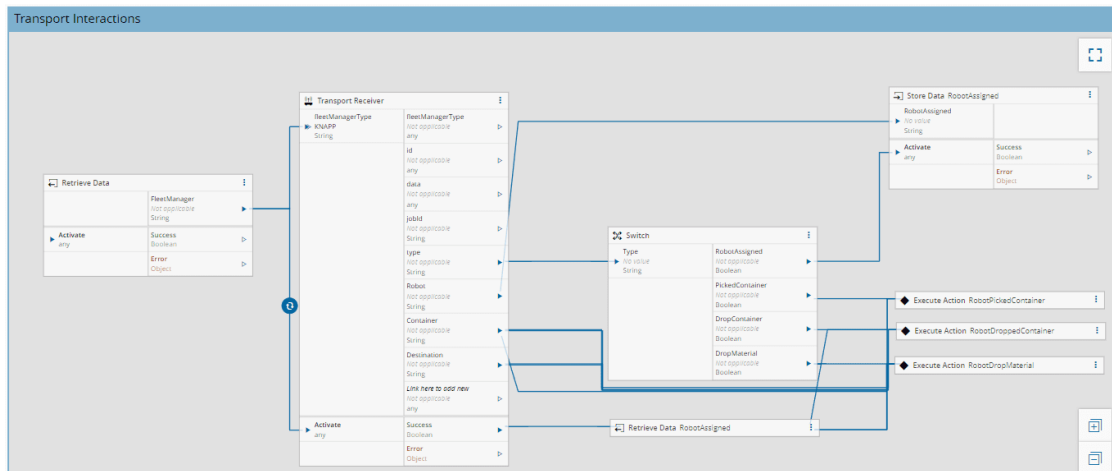 Transport Interactions
Retrieve Data
FleetManager
Not applicable
String
Activate
any
Success
Boolean
Error
Object
Transport Receiver
fleetManagerType
KNAPP
String
fleetManagerType
Not applicable
any
id
Not applicable
any
data
Not applicable
any
jobId
Not applicable
String
type
Not applicable
String
Robot
Not applicable
String
Container
Not applicable
String
Destination
Not applicable
String
Link here to add new
Not applicable
any
Activate
any
Success
Boolean
Error
Object
Switch
Type
No value
String
RobotAssigned
Not applicable
Boolean
PickedContainer
Not applicable
Boolean
DropContainer
Not applicable
Boolean
DropMaterial
Not applicable
Boolean
Retrieve Data RobotAssigned
Store Data RobotAssigned
RobotAssigned
No value
String
Activate
any
Success
Boolean
Error
Object
Execute Action RobotPickedContainer
Execute Action RobotDroppedContainer
Execute Action RobotDropMaterial